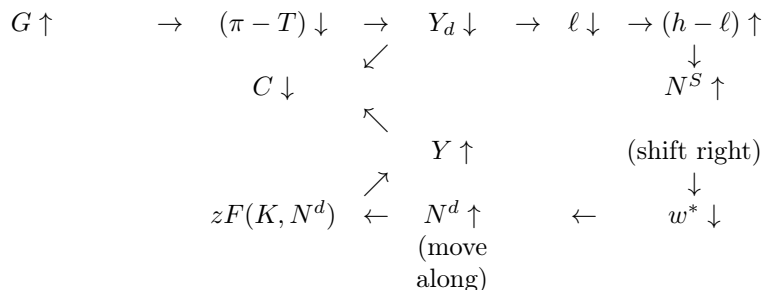 G ↑ → (π − T) ↓ → Y_d ↓ → ℓ ↓ → (h − ℓ) ↑
↙ ↓
C ↓ N^S ↑
↖
Y ↑ (shift right)
↗ ↓
zF(K, N^d) ← N^d ↑ ← w^* ↓
(move
along)